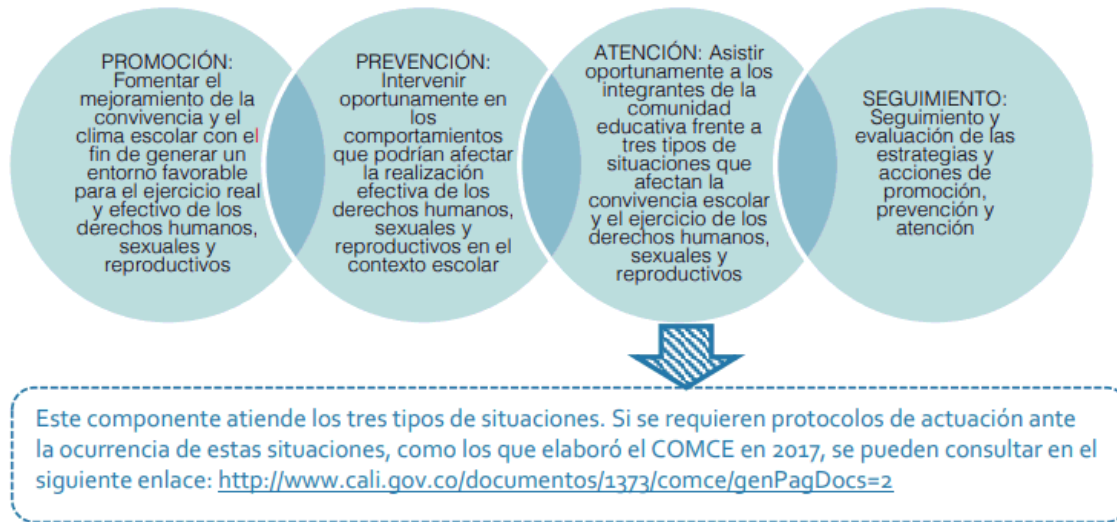 PROMOCIÓN:
Fomentar el
mejoramiento de la
convivencia y el
clima escolar con el
fin de generar un
entorno favorable
para el ejercicio real
y efectivo de los
derechos humanos,
sexuales y
reproductivos
PREVENCIÓN:
Intervenir
oportunamente en
los
comportamientos
que podrían afectar
la realización
efectiva de los
derechos humanos,
sexuales y
reproductivos en el
contexto escolar
ATENCIÓN: Asistir
oportunamente a los
integrantes de la
comunidad
educativa frente a
tres tipos de
situaciones que
afectan la
convivencia escolar
y el ejercicio de los
derechos humanos,
sexuales y
reproductivos
SEGUIMIENTO:
Seguimiento y
evaluación de las
estrategias y
acciones de
promoción,
prevención y
atención
Este componente atiende los tres tipos de situaciones. Si se requieren protocolos de actuación ante
la ocurrencia de estas situaciones, como los que elaboró el COMCE en 2017, se pueden consultar en el
siguiente enlace: http://www.cali.gov.co/documentos/1373/comce/genPagDocs=2